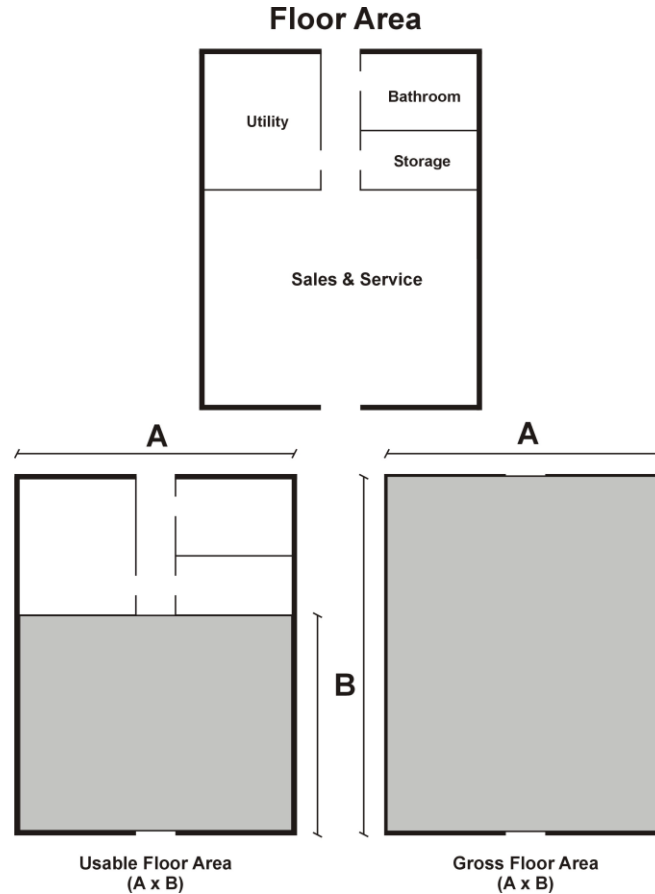 Floor Area
Utility
Bathroom
Storage
Sales & Service
A
A
B
Usable Floor Area
(A x B)
Gross Floor Area
(A x B)